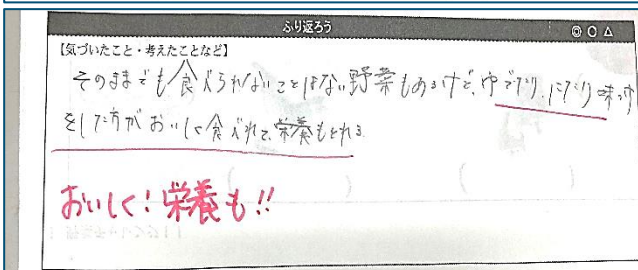 ふり返ろう ◎ ○ △
【気づいたこと・考えたことなど】
そのままでも食べられないことはない野菜もあるけど、ゆでたり、にたり味つけ
をした方がおいしく食べれて、栄養もとれる
おいしく!栄養も!!